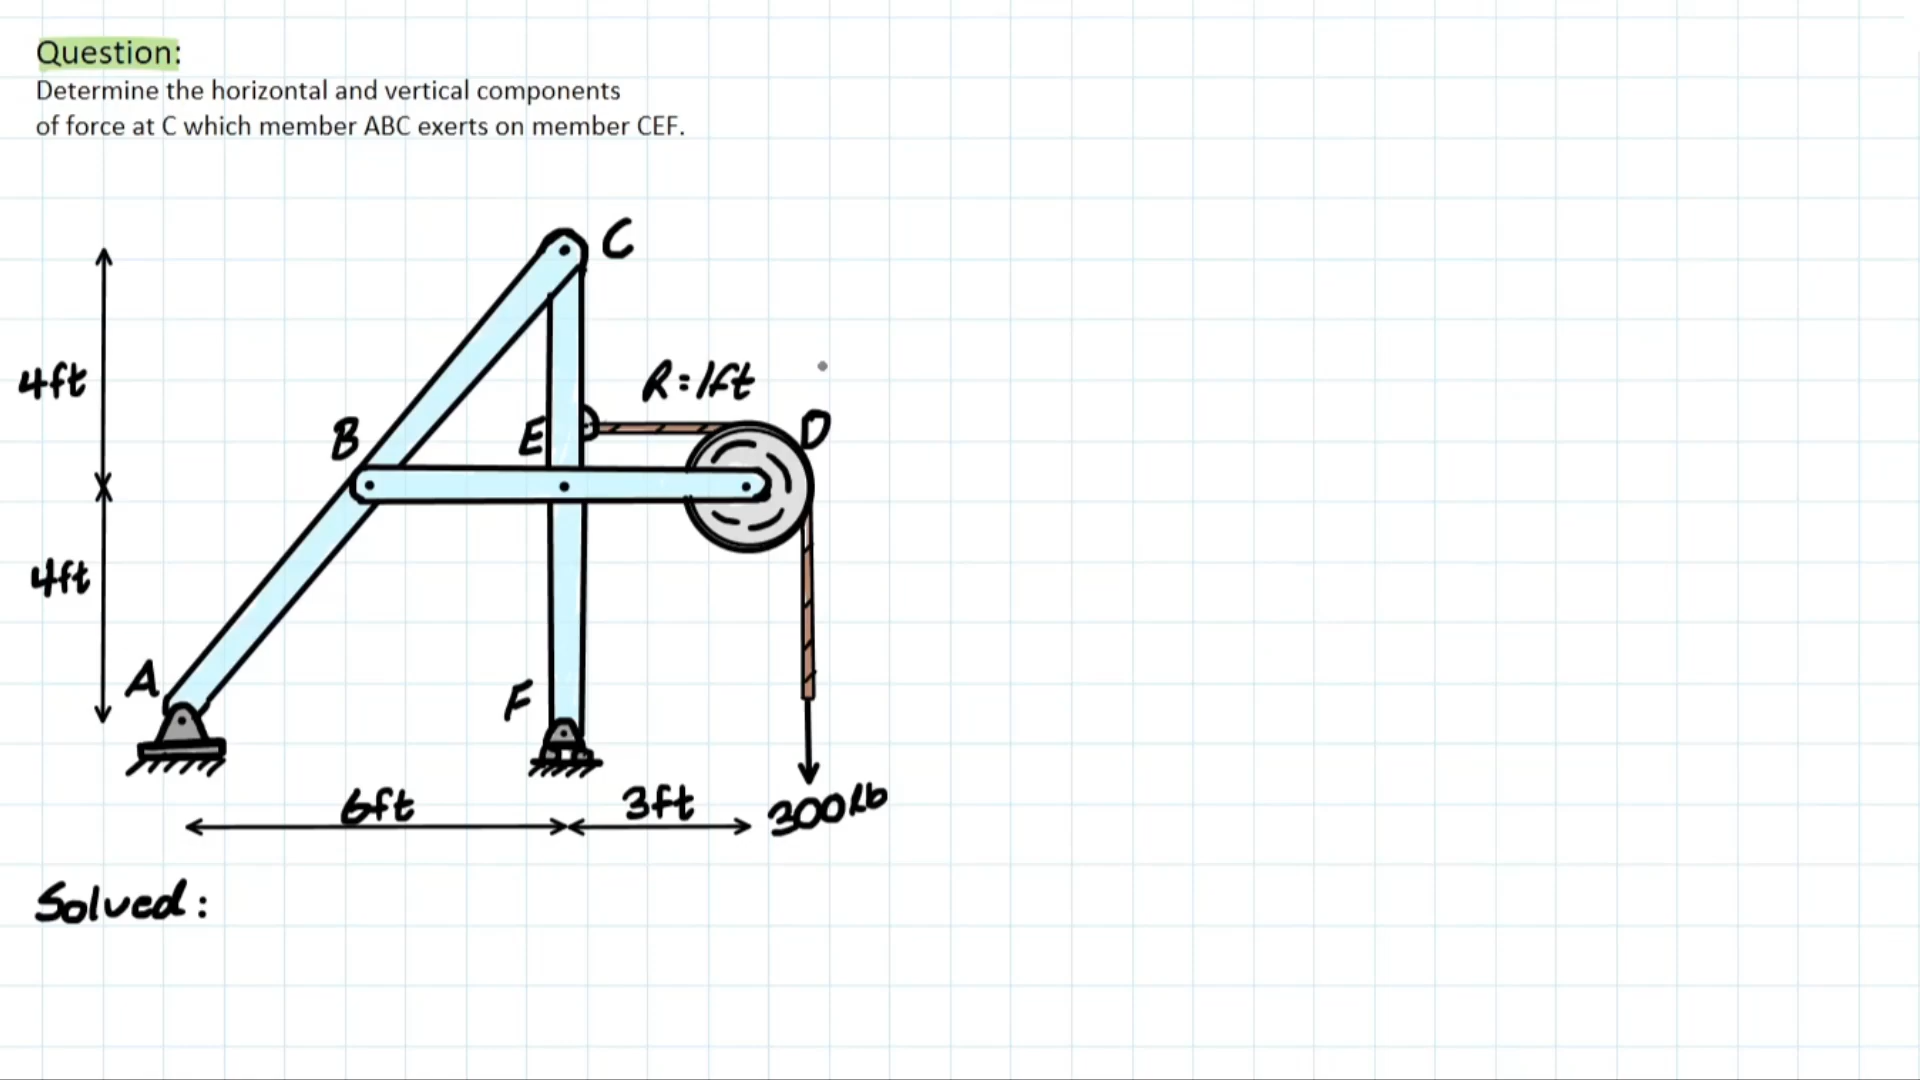 Question:
Determine the horizontal and vertical components
of force at C which member ABC exerts on member CEF.
C
4ft
R=1ft
B
E
D
4ft
A
F
6ft
3ft
300lb
Solved: